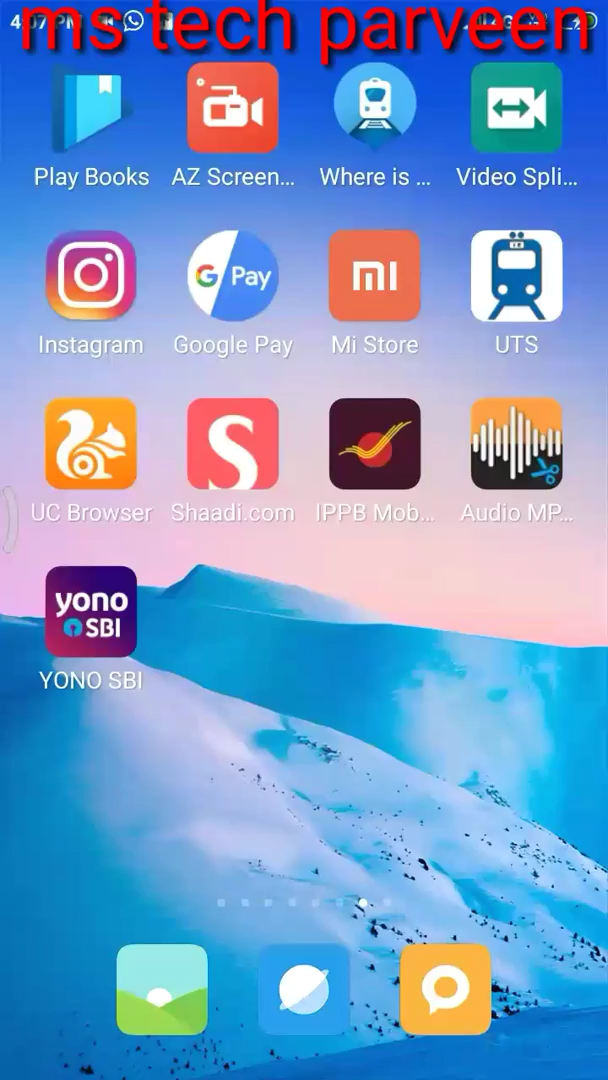 ms tech parveen
Play Books AZ Screen... Where is ... Video Spli...
G Pay mi
Instagram Google Pay Mi Store UTS
S
UC Browser Shaadi.com IPPB Mob... Audio MP...
yono
SBI
YONO SBI